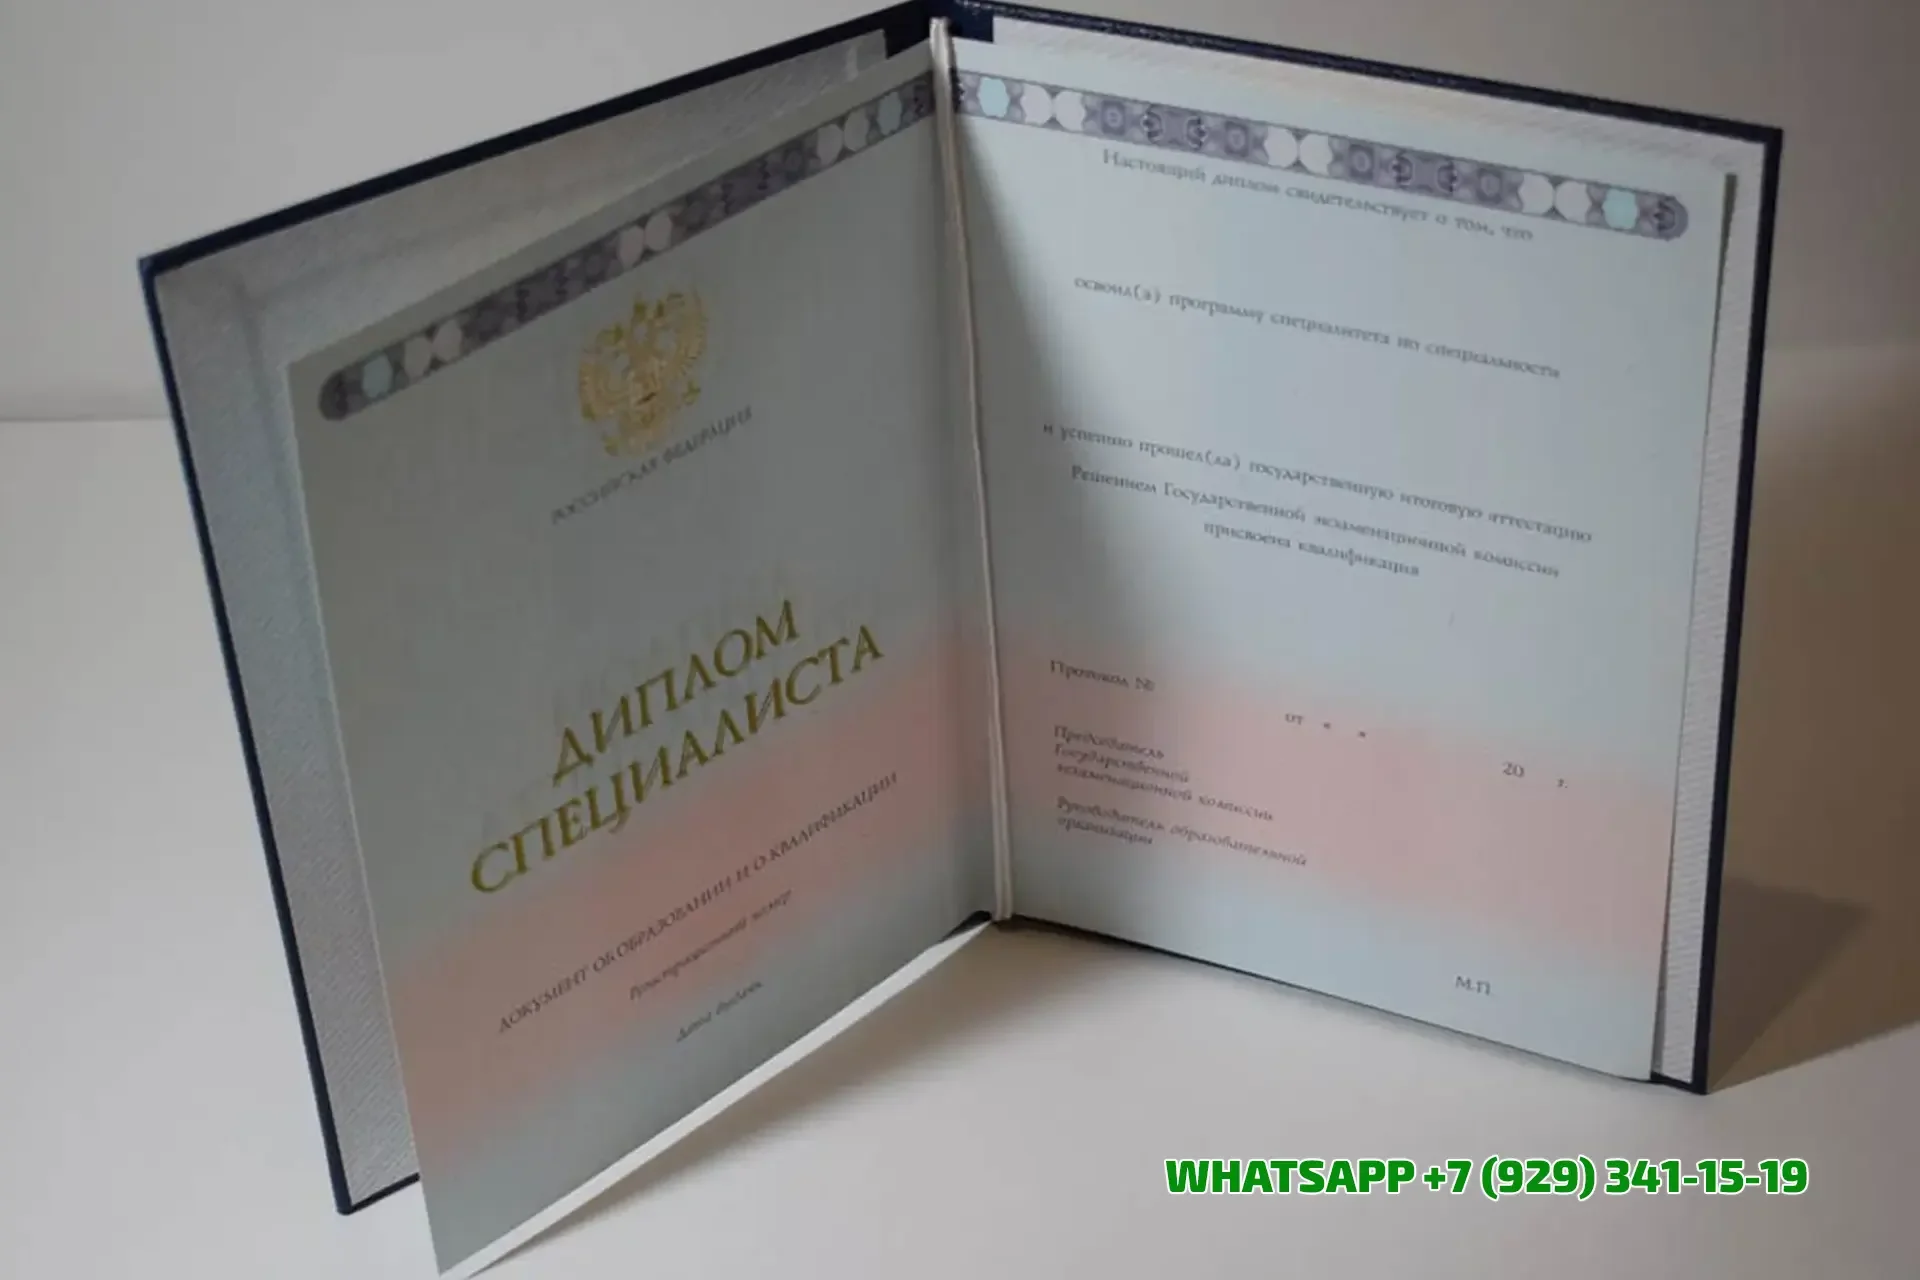 РОССИЙСКАЯ ФЕДЕРАЦИЯ
ДИПЛОМ
СПЕЦИАЛИСТА
ДОКУМЕНТ ОБ ОБРАЗОВАНИИ И О КВАЛИФИКАЦИИ
Регистрационный номер
Дата выдачи
Настоящий диплом свидетельствует о том, что
освоил(а) программу специалитета по специальности
и успешно прошел(ла) государственную итоговую аттестацию
Решением Государственной экзаменационной комиссии
присвоена квалификация
Протокол №
от « » 20 г.
Председатель
Государственной
экзаменационной комиссии
Руководитель образовательной
организации
М.П.
WHATSAPP +7 (929) 341-15-19